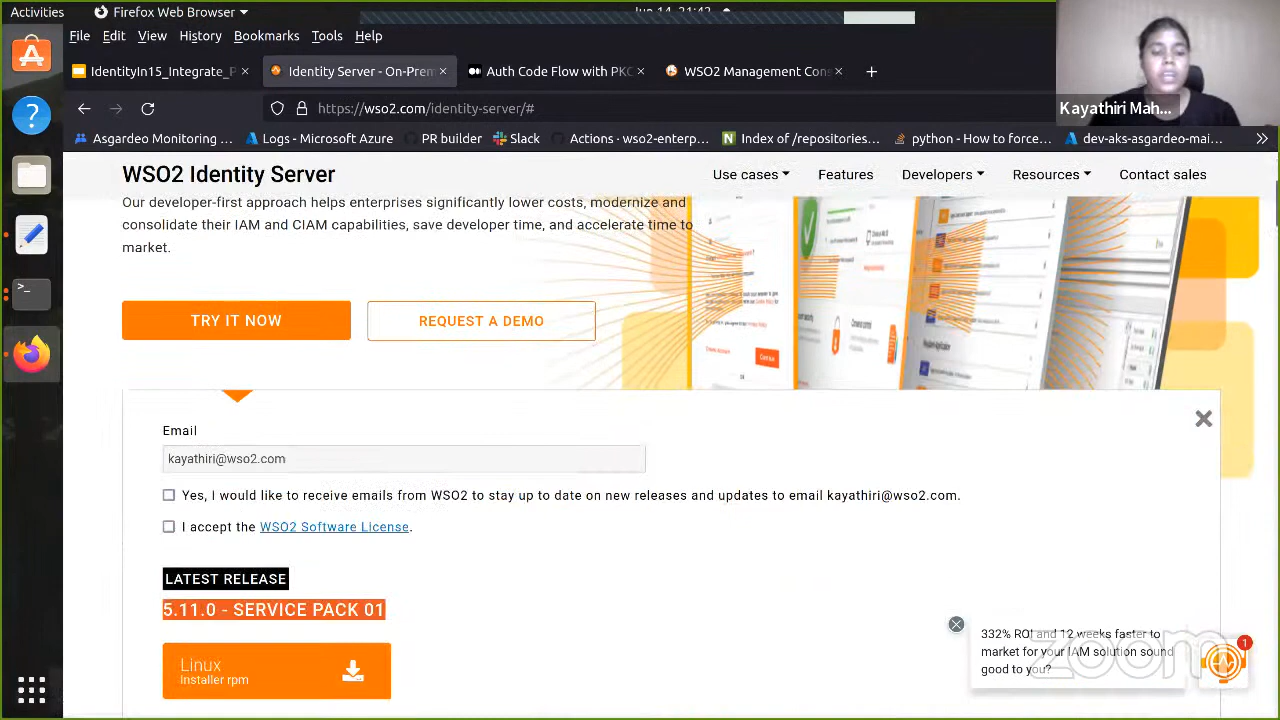 Activities
Firefox Web Browser
Jun 14, 21:42
File Edit View History Bookmarks Tools Help
IdentityIn15_Integrate_P
Identity Server - On-Prem
Auth Code Flow with PKC
WSO2 Management Cons
https://wso2.com/identity-server/#
Asgardeo Monitoring ...
Logs - Microsoft Azure
PR builder
Slack
Actions · wso2-enterp...
Index of /repositories...
python - How to force...
dev-aks-asgardeo-mai...
Kayathiri Mah...
WSO2 Identity Server
Use cases
Features
Developers
Resources
Contact sales
Our developer-first approach helps enterprises significantly lower costs, modernize and
consolidate their IAM and CIAM capabilities, save developer time, and accelerate time to
market.
TRY IT NOW
REQUEST A DEMO
Email
kayathiri@wso2.com
Yes, I would like to receive emails from WSO2 to stay up to date on new releases and updates to email kayathiri@wso2.com.
I accept the WSO2 Software License.
LATEST RELEASE
5.11.0 - SERVICE PACK 01
Linux
Installer rpm
332% ROI and 12 weeks faster to
market for your IAM solution sound
good to you?
1
zoom